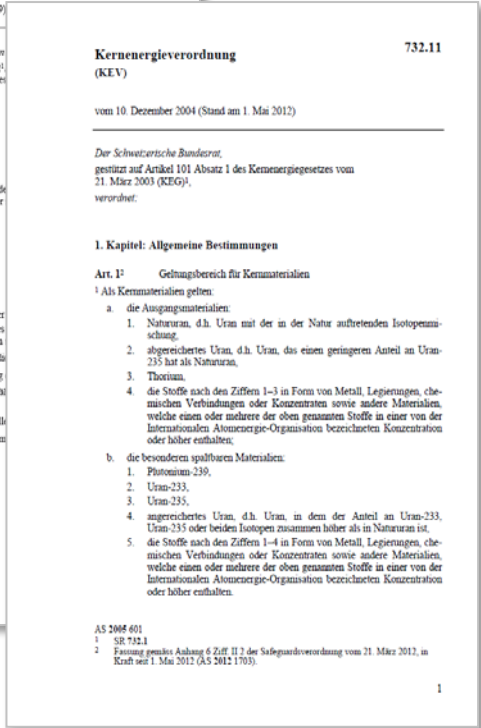 Kernenergieverordnung
732.11
(KEV)
vom 10. Dezember 2004 (Stand am 1. Mai 2012)
Der Schweizerische Bundesrat,
gestützt auf Artikel 101 Absatz 1 des Kernenergiegesetzes vom
21. März 2003 (KEG)¹,
verordnet:
1. Kapitel: Allgemeine Bestimmungen
Art. 1² Geltungsbereich für Kernmaterialien
¹ Als Kernmaterialien gelten:
a. die Ausgangsmaterialien:
1. Natururan, d.h. Uran mit der in der Natur auftretenden Isotopenmi-
schung,
2. abgereichertes Uran, d.h. Uran, das einen geringeren Anteil an Uran-
235 hat als Natururan,
3. Thorium,
4. die Stoffe nach den Ziffern 1–3 in Form von Metall, Legierungen, che-
mischen Verbindungen oder Konzentraten sowie andere Materialien,
welche einen oder mehrere der oben genannten Stoffe in einer von der
Internationalen Atomenergie-Organisation bezeichneten Konzentration
oder höher enthalten;
b. die besonderen spaltbaren Materialien:
1. Plutonium-239,
2. Uran-233,
3. Uran-235,
4. angereichertes Uran, d.h. Uran, in dem der Anteil an Uran-233,
Uran-235 oder beiden Isotopen zusammen höher als in Natururan ist,
5. die Stoffe nach den Ziffern 1–4 in Form von Metall, Legierungen, che-
mischen Verbindungen oder Konzentraten sowie andere Materialien,
welche einen oder mehrere der oben genannten Stoffe in einer von der
Internationalen Atomenergie-Organisation bezeichneten Konzentration
oder höher enthalten.
AS 2005 601
¹ SR 732.1
² Fassung gemäss Anhang 6 Ziff. II 2 der Safeguardsverordnung vom 21. März 2012, in
Kraft seit 1. Mai 2012 (AS 2012 1703).
1